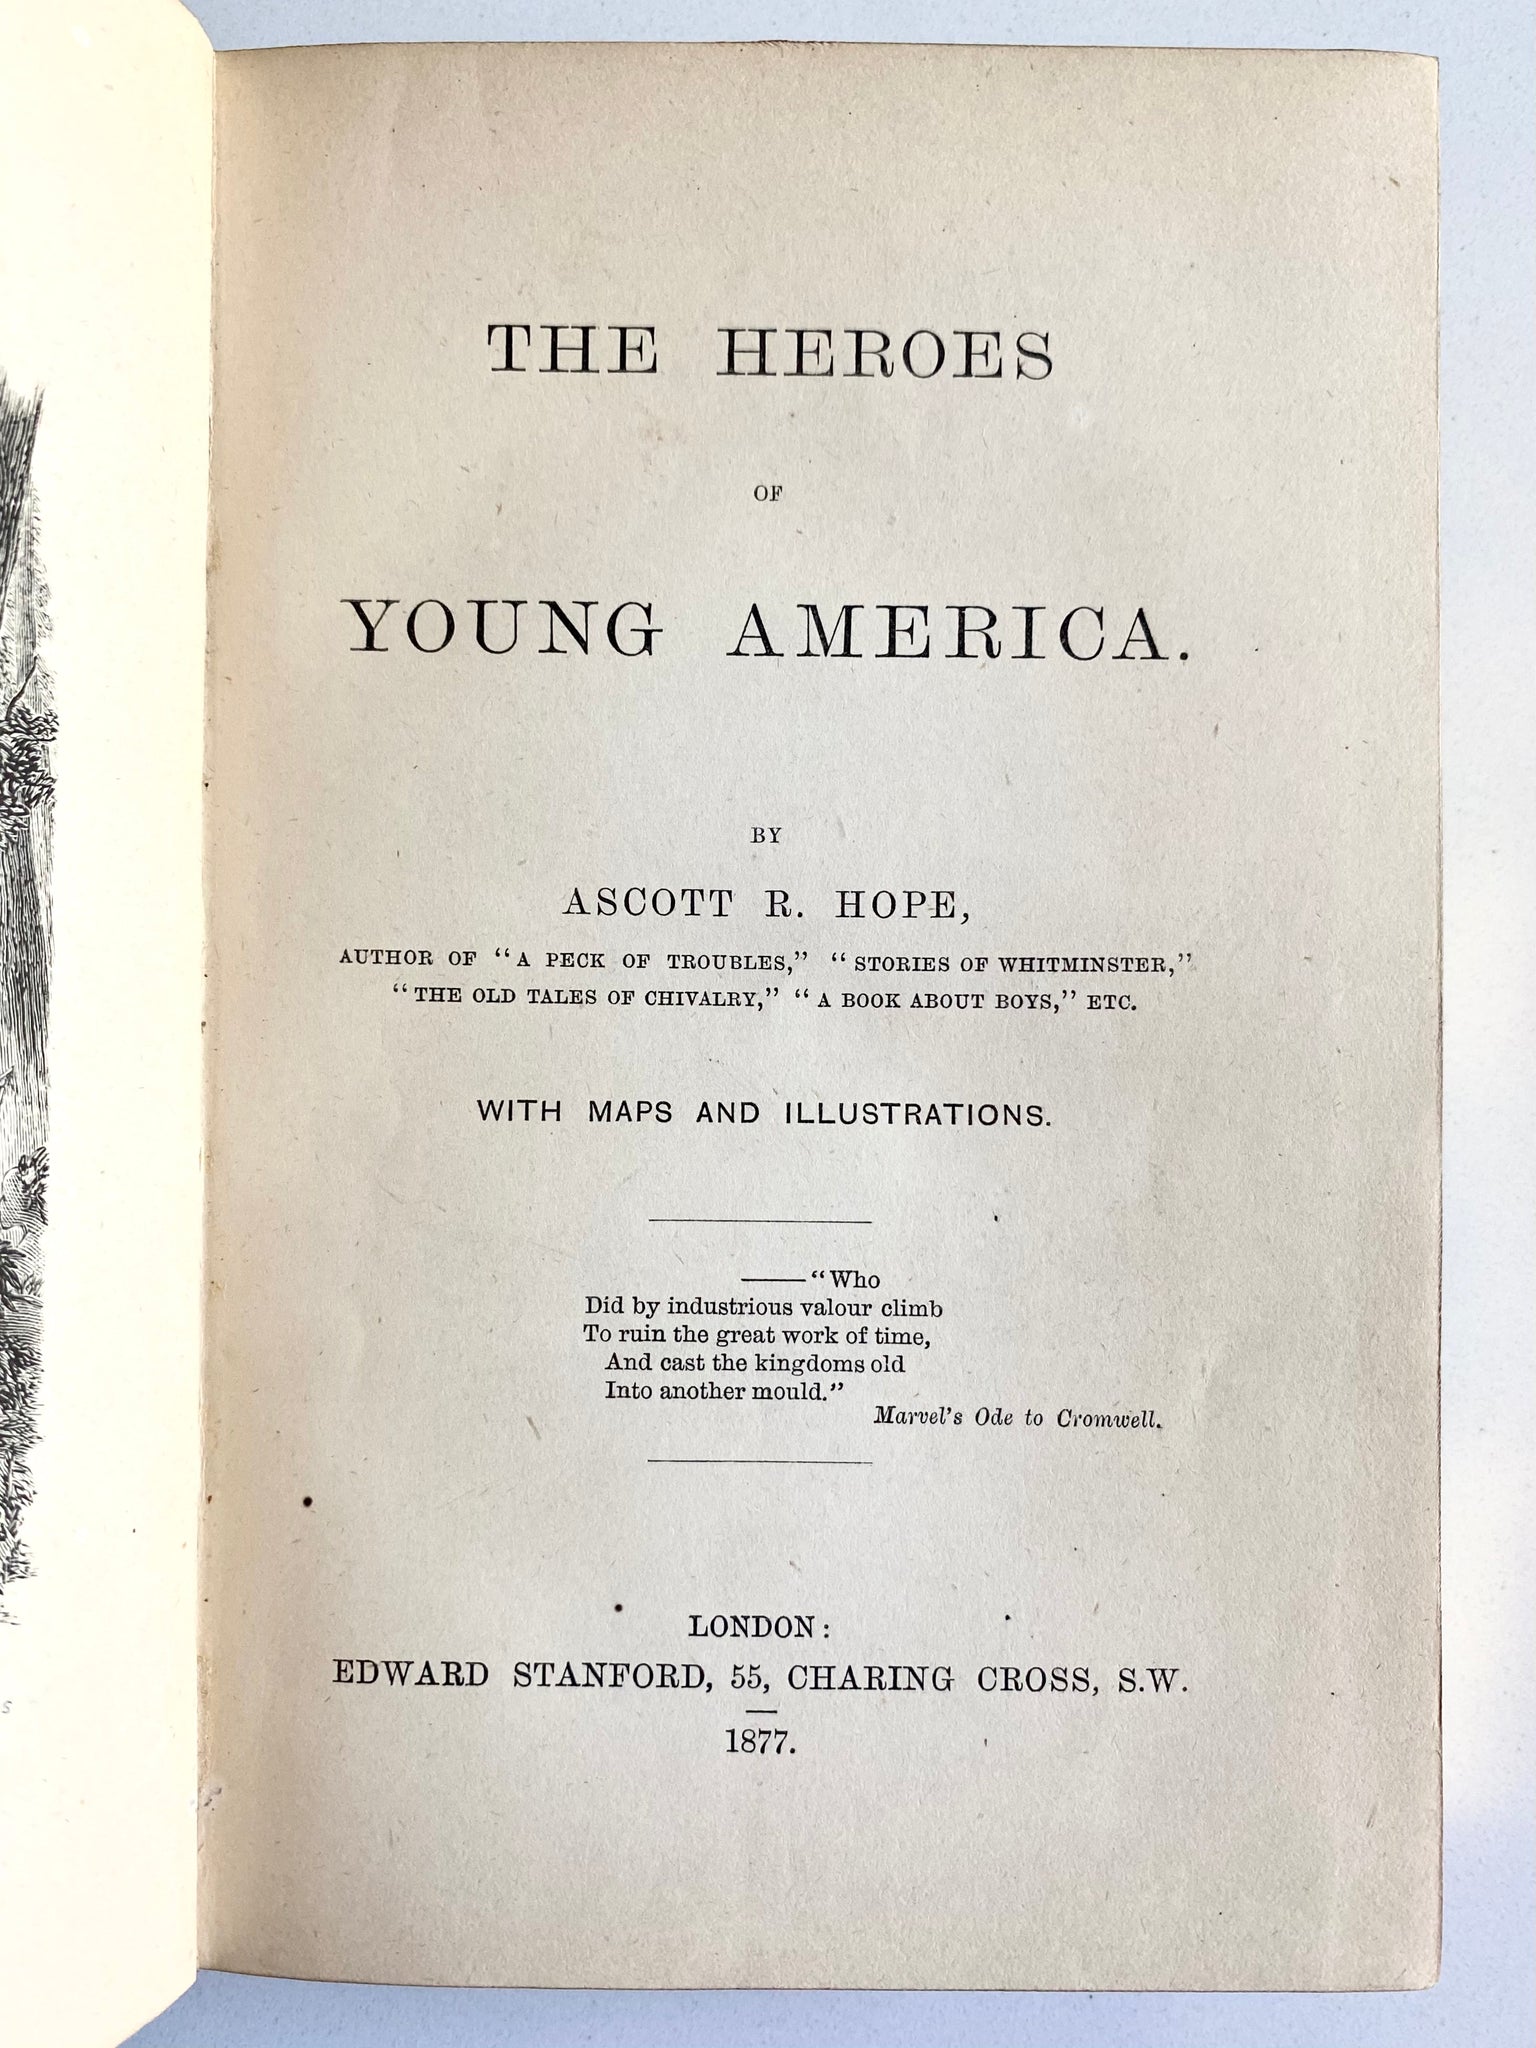 THE HEROES
OF
YOUNG AMERICA.
BY
ASCOTT R. HOPE,
AUTHOR OF "A PECK OF TROUBLES," "STORIES OF WHITMINSTER,"
"THE OLD TALES OF CHIVALRY," "A BOOK ABOUT BOYS," ETC.
WITH MAPS AND ILLUSTRATIONS.
——"Who
Did by industrious valour climb
To ruin the great work of time,
And cast the kingdoms old
Into another mould."
Marvel's Ode to Cromwell.
LONDON:
EDWARD STANFORD, 55, CHARING CROSS, S.W.
1877.